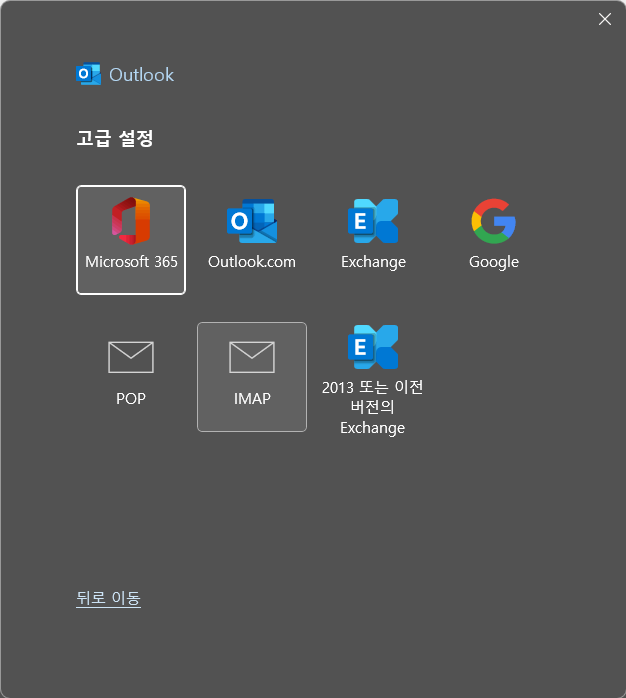 Outlook
고급 설정
Microsoft 365
Outlook.com
Exchange
Google
POP
IMAP
2013 또는 이전
버전의
Exchange
뒤로 이동